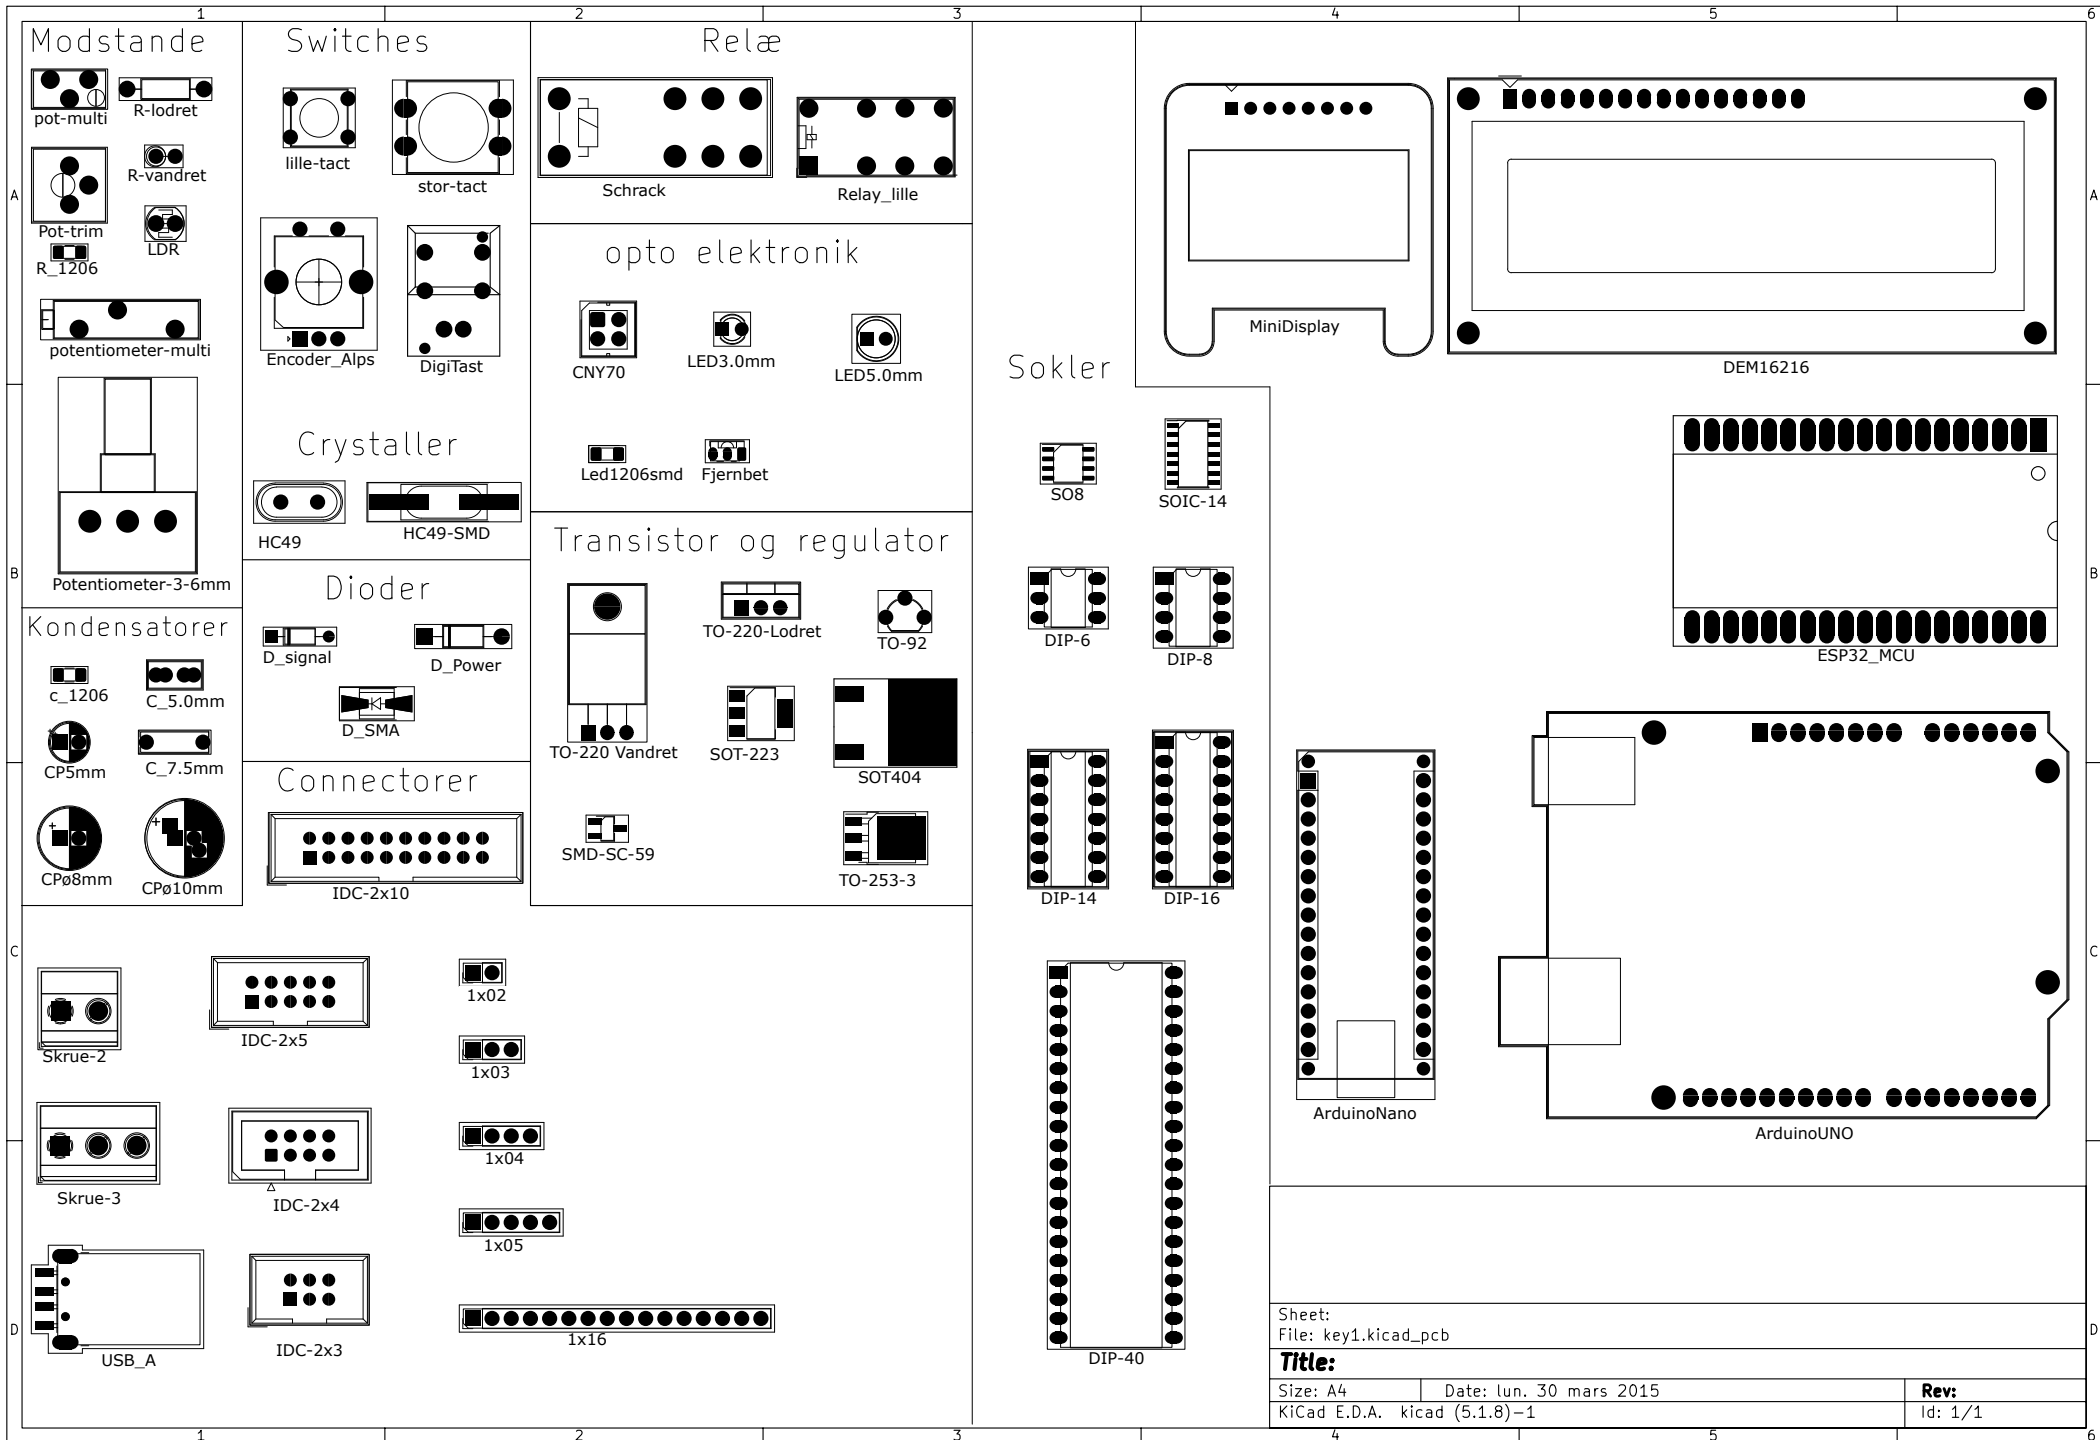 1 2 3 4 5 6
Modstande
pot-multi
R-lodret
R-vandret
Pot-trim
LDR
R_1206
potentiometer-multi
Potentiometer-3-6mm
Kondensatorer
c_1206
C_5.0mm
CP5mm
C_7.5mm
+
+
CPø8mm
CPø10mm
Switches
lille-tact
stor-tact
Encoder_Alps
DigiTast
Crystaller
HC49
HC49-SMD
Dioder
D_signal
D_Power
D_SMA
Connectorer
IDC-2x10
Relæ
Schrack
Relay_lille
opto elektronik
CNY70
LED3.0mm
LED5.0mm
Led1206smd
Fjernbet
Transistor og regulator
TO-220-Lodret
TO-92
TO-220 Vandret
SOT-223
SOT404
SMD-SC-59
TO-253-3
Skrue-2
IDC-2x5
1x02
1x03
Skrue-3
IDC-2x4
1x04
1x05
USB_A
IDC-2x3
1x16
Sokler
SO8
SOIC-14
DIP-6
DIP-8
DIP-14
DIP-16
DIP-40
MiniDisplay
DEM16216
ESP32_MCU
ArduinoNano
ArduinoUNO
A
B
C
D
A
B
C
D
Sheet:
File: key1.kicad_pcb
Title:
Size: A4 Date: lun. 30 mars 2015 Rev:
KiCad E.D.A. kicad (5.1.8)-1 Id: 1/1
1 2 3 4 5 6